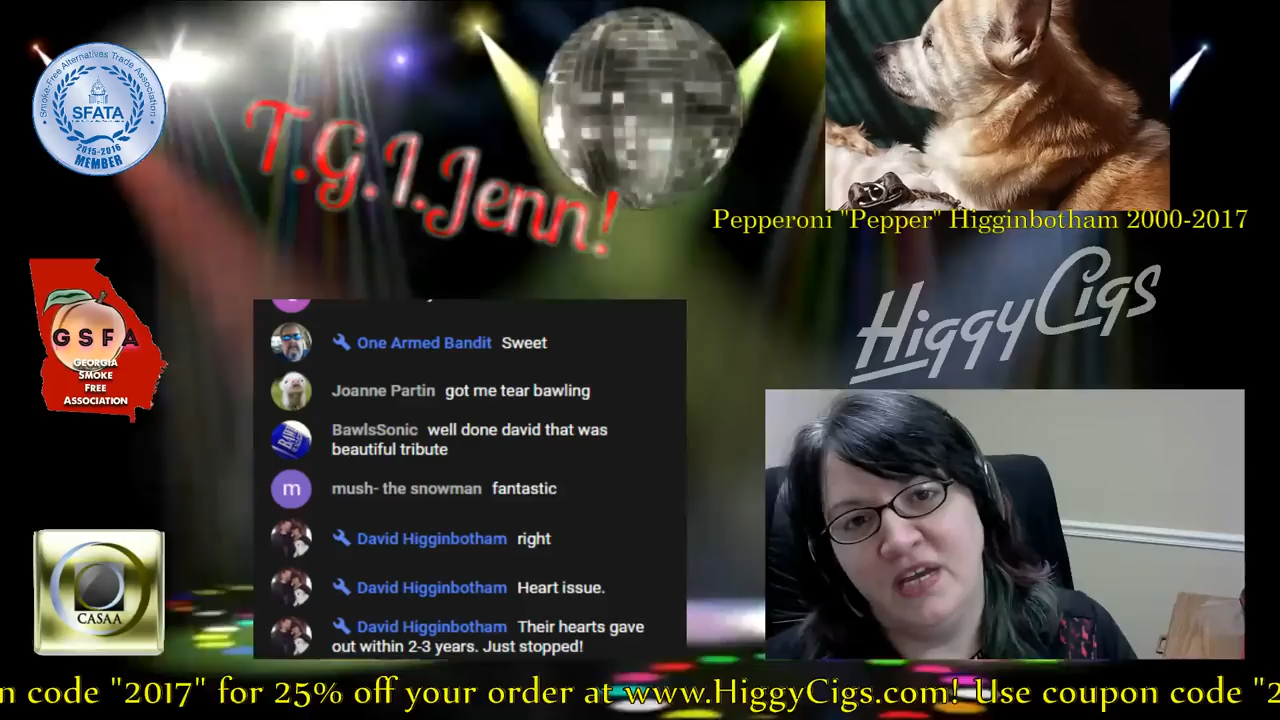 Smoke-Free Alternatives Trade Association
SFATA
2015-2016
MEMBER
T.G.I.Jenn!
Pepperoni "Pepper" Higginbotham 2000-2017
HiggyCigs
GSFA
GEORGIA
SMOKE
FREE
ASSOCIATION
One Armed Bandit Sweet
Joanne Partin got me tear bawling
BawlsSonic well done david that was
beautiful tribute
m
mush- the snowman fantastic
David Higginbotham right
David Higginbotham Heart issue.
David Higginbotham Their hearts gave
out within 2-3 years. Just stopped!
CASAA
n code "2017" for 25% off your order at www.HiggyCigs.com! Use coupon code "2